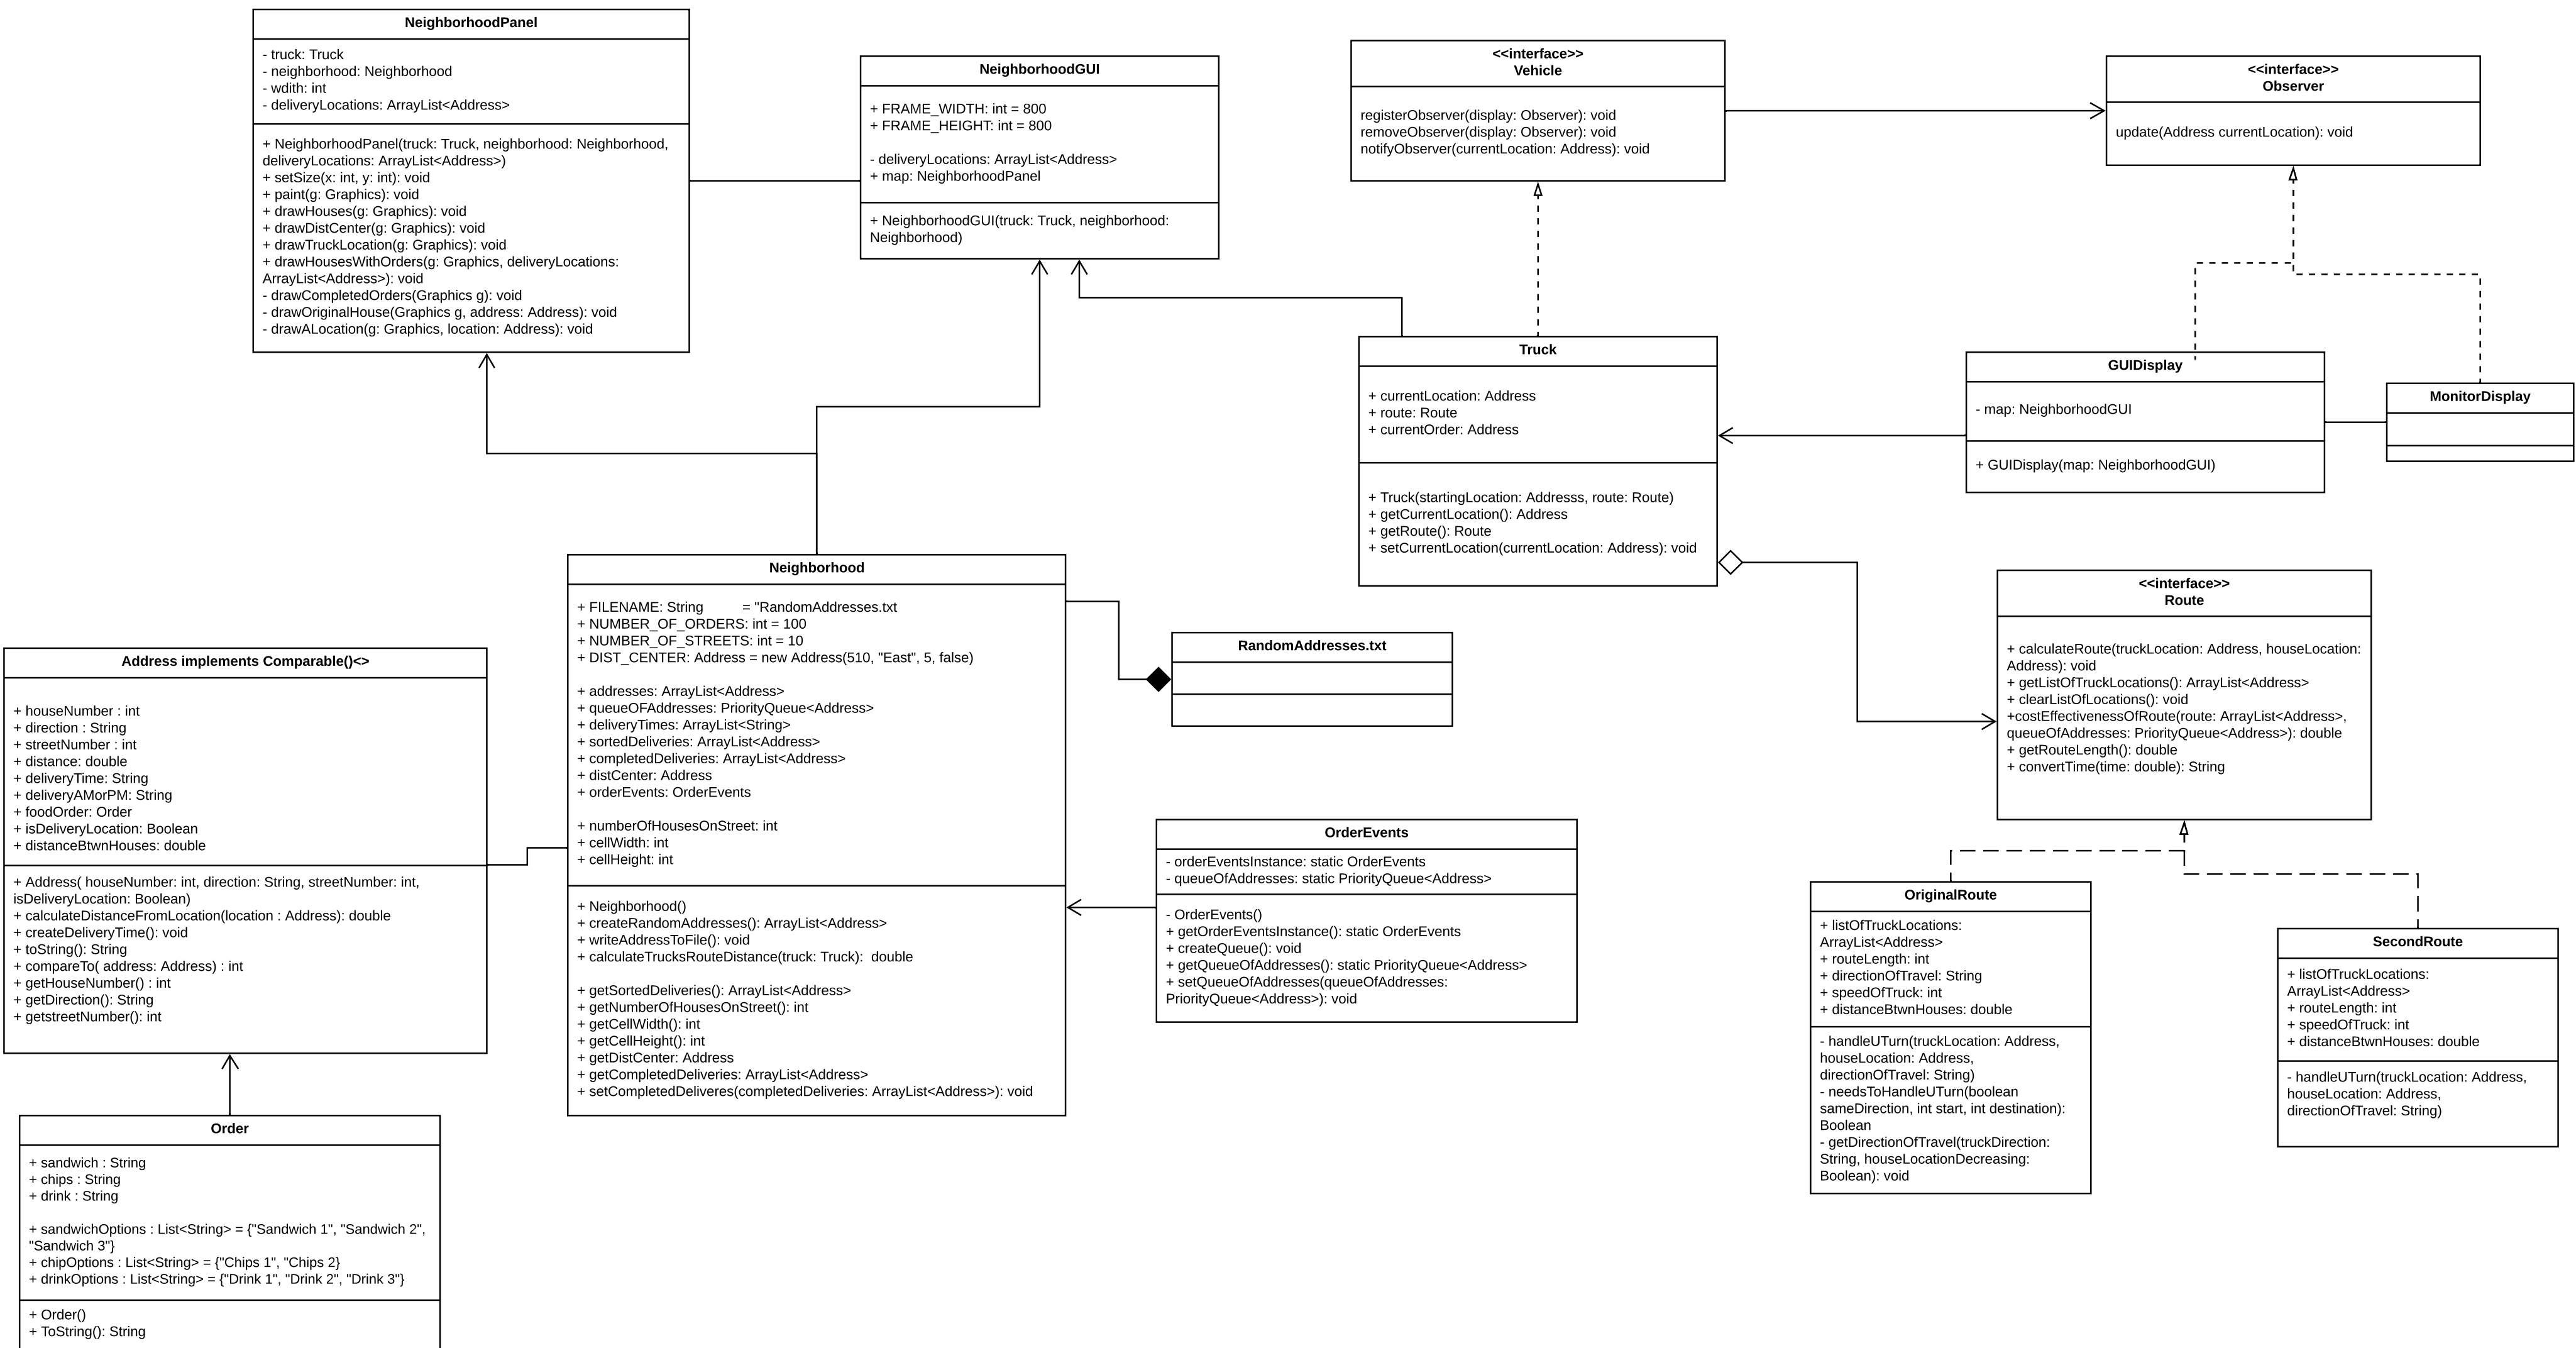 NeighborhoodPanel
- truck: Truck
- neighborhood: Neighborhood
- wdith: int
- deliveryLocations: ArrayList<Address>
+ NeighborhoodPanel(truck: Truck, neighborhood: Neighborhood,
deliveryLocations: ArrayList<Address>)
+ setSize(x: int, y: int): void
+ paint(g: Graphics): void
+ drawHouses(g: Graphics): void
+ drawDistCenter(g: Graphics): void
+ drawTruckLocation(g: Graphics): void
+ drawHousesWithOrders(g: Graphics, deliveryLocations:
ArrayList<Address>): void
- drawCompletedOrders(Graphics g): void
- drawOriginalHouse(Graphics g, address: Address): void
- drawALocation(g: Graphics, location: Address): void
NeighborhoodGUI
+ FRAME_WIDTH: int = 800
+ FRAME_HEIGHT: int = 800
- deliveryLocations: ArrayList<Address>
+ map: NeighborhoodPanel
+ NeighborhoodGUI(truck: Truck, neighborhood:
Neighborhood)
<<interface>>
Vehicle
registerObserver(display: Observer): void
removeObserver(display: Observer): void
notifyObserver(currentLocation: Address): void
<<interface>>
Observer
update(Address currentLocation): void
Truck
+ currentLocation: Address
+ route: Route
+ currentOrder: Address
+ Truck(startingLocation: Addresss, route: Route)
+ getCurrentLocation(): Address
+ getRoute(): Route
+ setCurrentLocation(currentLocation: Address): void
GUIDisplay
- map: NeighborhoodGUI
+ GUIDisplay(map: NeighborhoodGUI)
MonitorDisplay
Neighborhood
+ FILENAME: String = "RandomAddresses.txt
+ NUMBER_OF_ORDERS: int = 100
+ NUMBER_OF_STREETS: int = 10
+ DIST_CENTER: Address = new Address(510, "East", 5, false)
+ addresses: ArrayList<Address>
+ queueOFAddresses: PriorityQueue<Address>
+ deliveryTimes: ArrayList<String>
+ sortedDeliveries: ArrayList<Address>
+ completedDeliveries: ArrayList<Address>
+ distCenter: Address
+ orderEvents: OrderEvents
+ numberOfHousesOnStreet: int
+ cellWidth: int
+ cellHeight: int
+ Neighborhood()
+ createRandomAddresses(): ArrayList<Address>
+ writeAddressToFile(): void
+ calculateTrucksRouteDistance(truck: Truck): double
+ getSortedDeliveries(): ArrayList<Address>
+ getNumberOfHousesOnStreet(): int
+ getCellWidth(): int
+ getCellHeight(): int
+ getDistCenter: Address
+ getCompletedDeliveries: ArrayList<Address>
+ setCompletedDeliveres(completedDeliveries: ArrayList<Address>): void
RandomAddresses.txt
<<interface>>
Route
+ calculateRoute(truckLocation: Address, houseLocation:
Address): void
+ getListOfTruckLocations(): ArrayList<Address>
+ clearListOfLocations(): void
+costEffectivenessOfRoute(route: ArrayList<Address>,
queueOfAddresses: PriorityQueue<Address>): double
+ getRouteLength(): double
+ convertTime(time: double): String
Address implements Comparable()<>
+ houseNumber : int
+ direction : String
+ streetNumber : int
+ distance: double
+ deliveryTime: String
+ deliveryAMorPM: String
+ foodOrder: Order
+ isDeliveryLocation: Boolean
+ distanceBtwnHouses: double
+ Address( houseNumber: int, direction: String, streetNumber: int,
isDeliveryLocation: Boolean)
+ calculateDistanceFromLocation(location : Address): double
+ createDeliveryTime(): void
+ toString(): String
+ compareTo( address: Address) : int
+ getHouseNumber() : int
+ getDirection(): String
+ getstreetNumber(): int
OrderEvents
- orderEventsInstance: static OrderEvents
- queueOfAddresses: static PriorityQueue<Address>
- OrderEvents()
+ getOrderEventsInstance(): static OrderEvents
+ createQueue(): void
+ getQueueOfAddresses(): static PriorityQueue<Address>
+ setQueueOfAddresses(queueOfAddresses:
PriorityQueue<Address>): void
OriginalRoute
+ listOfTruckLocations:
ArrayList<Address>
+ routeLength: int
+ directionOfTravel: String
+ speedOfTruck: int
+ distanceBtwnHouses: double
- handleUTurn(truckLocation: Address,
houseLocation: Address,
directionOfTravel: String)
- needsToHandleUTurn(boolean
sameDirection, int start, int destination):
Boolean
- getDirectionOfTravel(truckDirection:
String, houseLocationDecreasing:
Boolean): void
SecondRoute
+ listOfTruckLocations:
ArrayList<Address>
+ routeLength: int
+ speedOfTruck: int
+ distanceBtwnHouses: double
- handleUTurn(truckLocation: Address,
houseLocation: Address,
directionOfTravel: String)
Order
+ sandwich : String
+ chips : String
+ drink : String
+ sandwichOptions : List<String> = {"Sandwich 1", "Sandwich 2",
"Sandwich 3"}
+ chipOptions : List<String> = {"Chips 1", "Chips 2}
+ drinkOptions : List<String> = {"Drink 1", "Drink 2", "Drink 3"}
+ Order()
+ ToString(): String